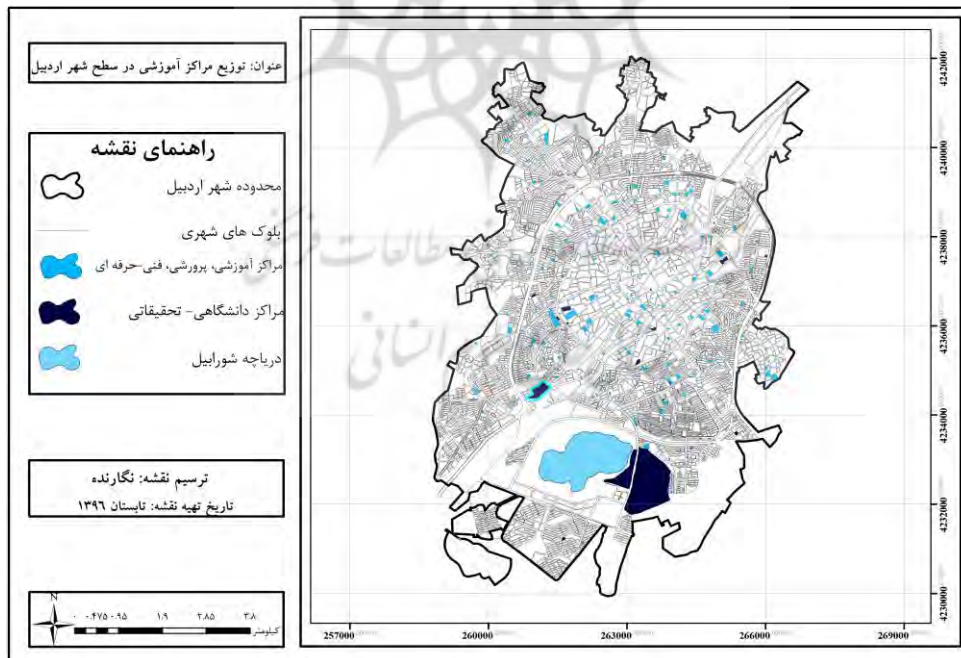 عنوان: توزیع مراکز آموزشی در سطح شهر اردبیل
راهنمای نقشه
محدوده شهر اردبیل
بلوک های شهری
مراکز آموزشی، پرورشی، فنی-حرفه ای
مراکز دانشگاهی- تحقیقاتی
دریاچه شورابیل
ترسیم نقشه: نگارنده
تاریخ تهیه نقشه: تابستان ۱۳۹۶
N
۰ ۰.۴۷۵ ۰.۹۵ ۱.۹ ۲.۸۵ ۳.۸
کیلومتر
4242000
4240000
4238000
4236000
4234000
4232000
4230000
257000 260000 263000 266000 269000
مطالعات
انسانی